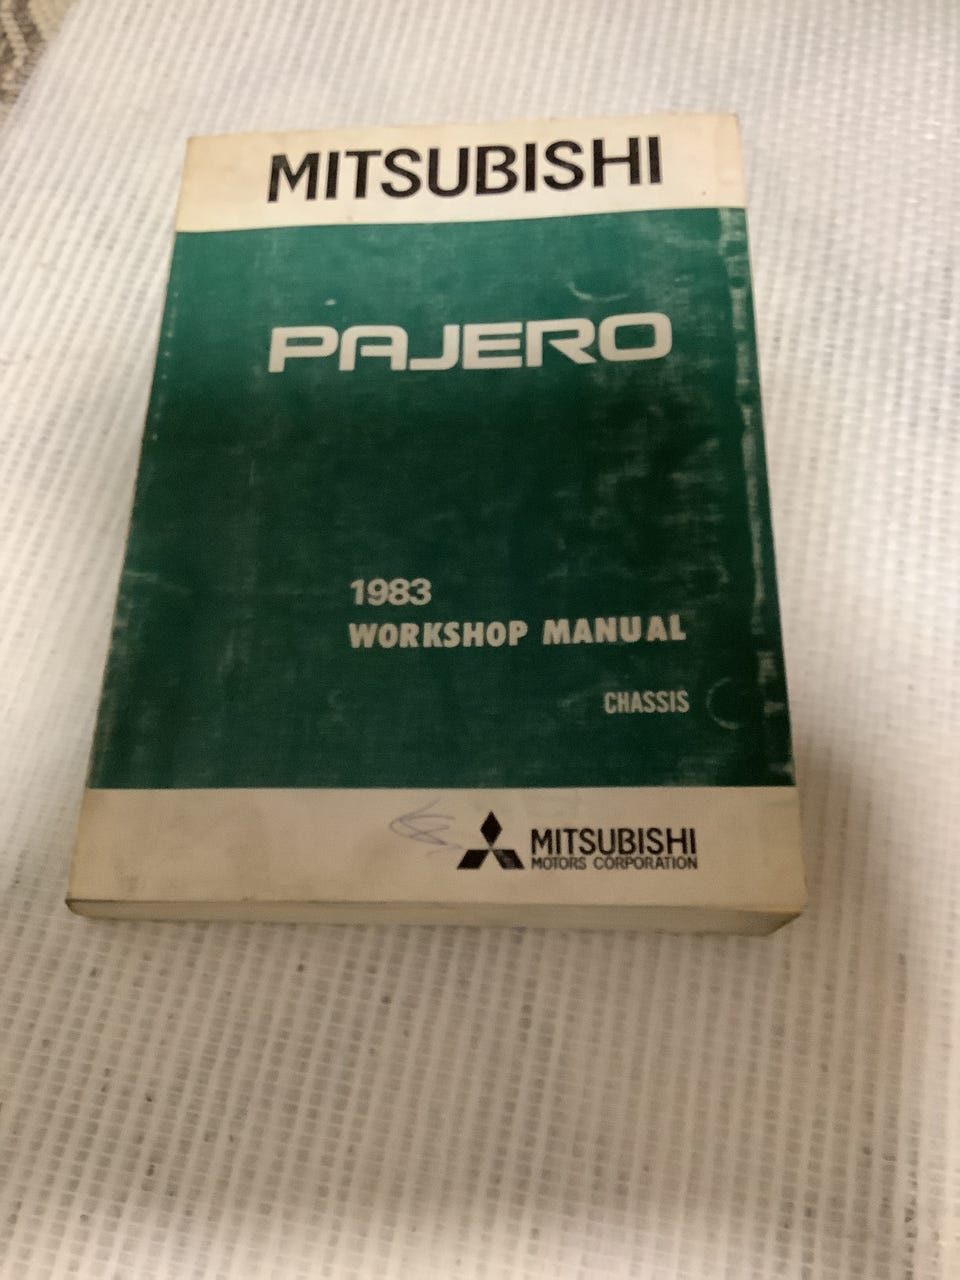 MITSUBISHI
PAJERO
1983
WORKSHOP MANUAL
CHASSIS
MITSUBISHI
MOTORS CORPORATION